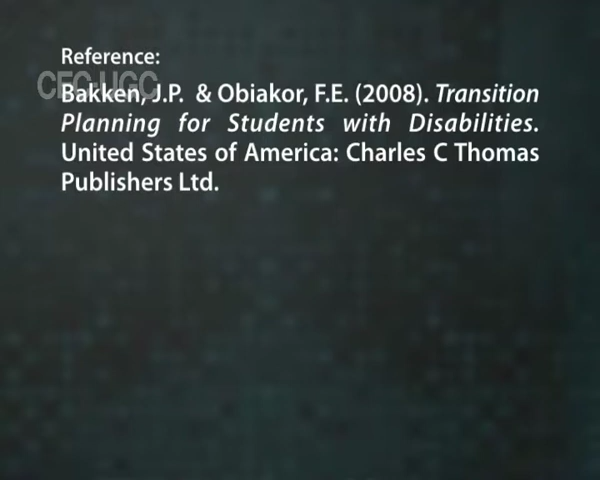 Reference:
CEC-UGC
Bakken, J.P. & Obiakor, F.E. (2008). Transition
Planning for Students with Disabilities.
United States of America: Charles C Thomas
Publishers Ltd.